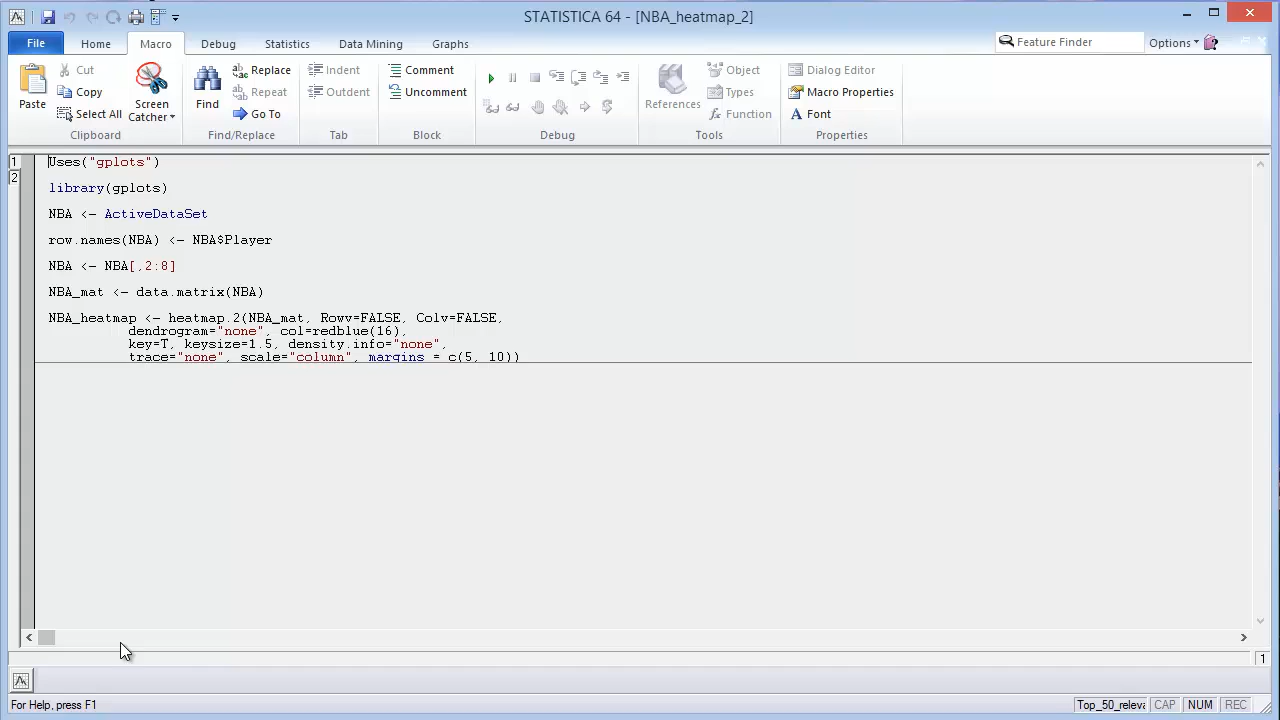 STATISTICA 64 - [NBA_heatmap_2]
File Home Macro Debug Statistics Data Mining Graphs Feature Finder Options
Paste Cut Copy Select All Screen Catcher Find Replace Repeat Go To Indent Outdent Comment Uncomment References Object Types Function Dialog Editor Macro Properties Font
Clipboard Find/Replace Tab Block Debug Tools Properties
1 Uses("gplots")
2
library(gplots)
NBA <- ActiveDataSet
row.names(NBA) <- NBA$Player
NBA <- NBA[,2:8]
NBA_mat <- data.matrix(NBA)
NBA_heatmap <- heatmap.2(NBA_mat, Rowv=FALSE, Colv=FALSE,
dendrogram="none", col=redblue(16),
key=T, keysize=1.5, density.info="none",
trace="none", scale="column", margins = c(5, 10))
1
For Help, press F1 Top_50_releva CAP NUM REC